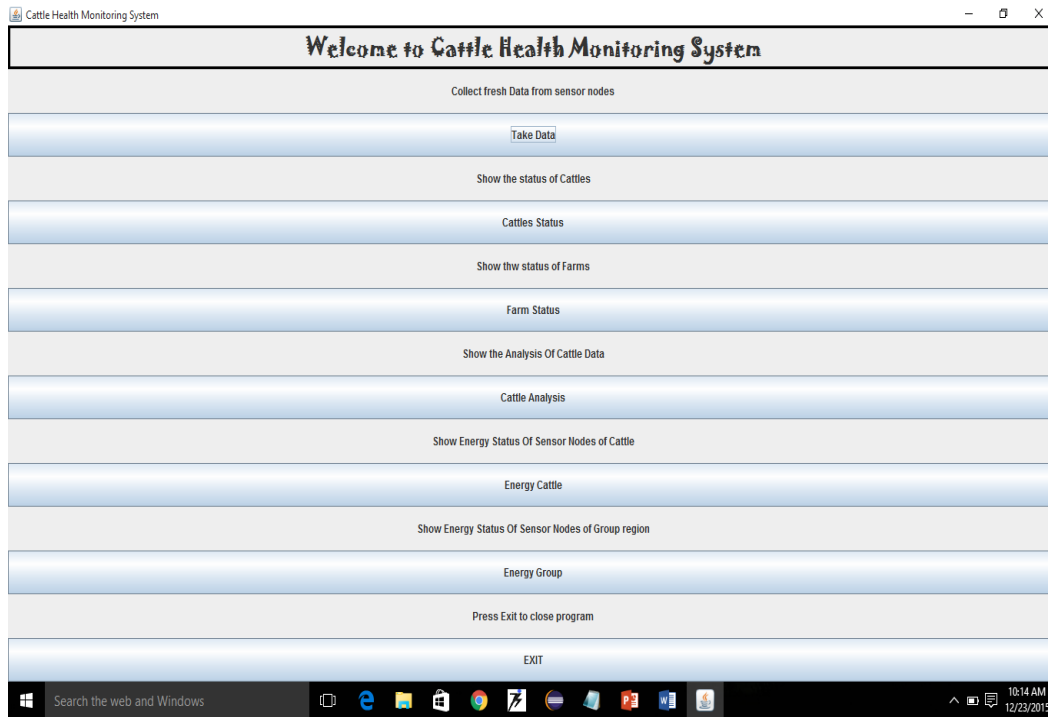 Cattle Health Monitoring System
Welcome to Cattle Health Monitoring System
Collect fresh Data from sensor nodes
Take Data
Show the status of Cattles
Cattles Status
Show thw status of Farms
Farm Status
Show the Analysis Of Cattle Data
Cattle Analysis
Show Energy Status Of Sensor Nodes of Cattle
Energy Cattle
Show Energy Status Of Sensor Nodes of Group region
Energy Group
Press Exit to close program
EXIT
Search the web and Windows
10:14 AM
12/23/2015